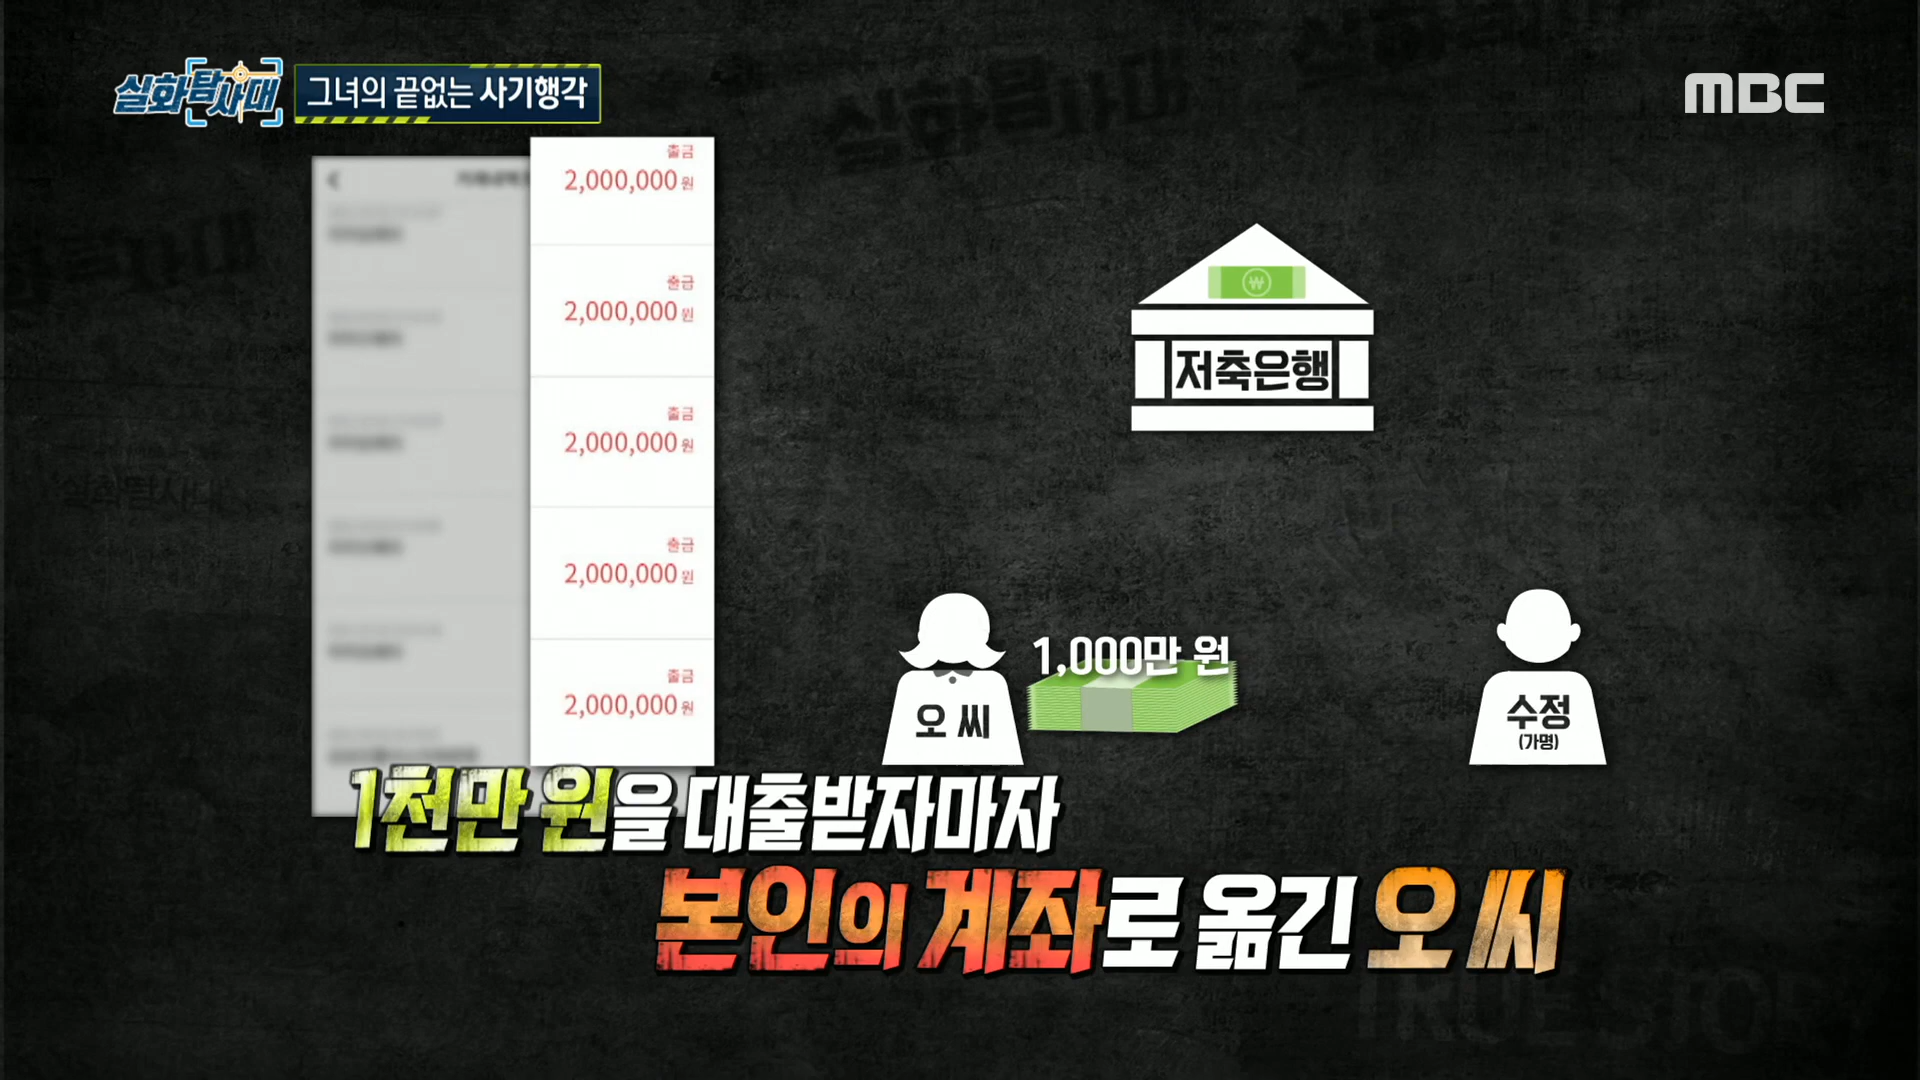 실화탐사대
그녀의 끝없는 사기행각
MBC
출금
2,000,000원
출금
2,000,000원
출금
2,000,000원
출금
2,000,000원
출금
2,000,000원
저축은행
1,000만 원
오 씨
수정
(가명)
1천만 원을 대출받자마자
본인의 계좌로 옮긴 오 씨
TRUE STORY